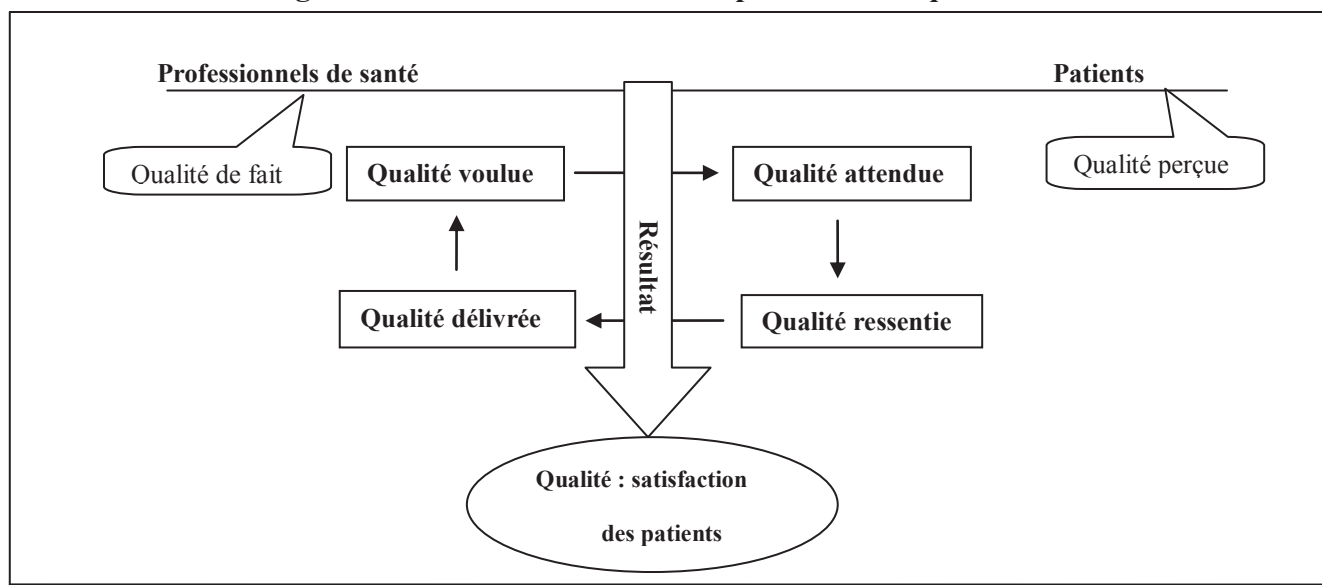 Professionnels de santé
Patients
Qualité de fait
Qualité voulue
Qualité attendue
Qualité perçue
Résultat
Qualité délivrée
Qualité ressentie
Qualité : satisfaction
des patients